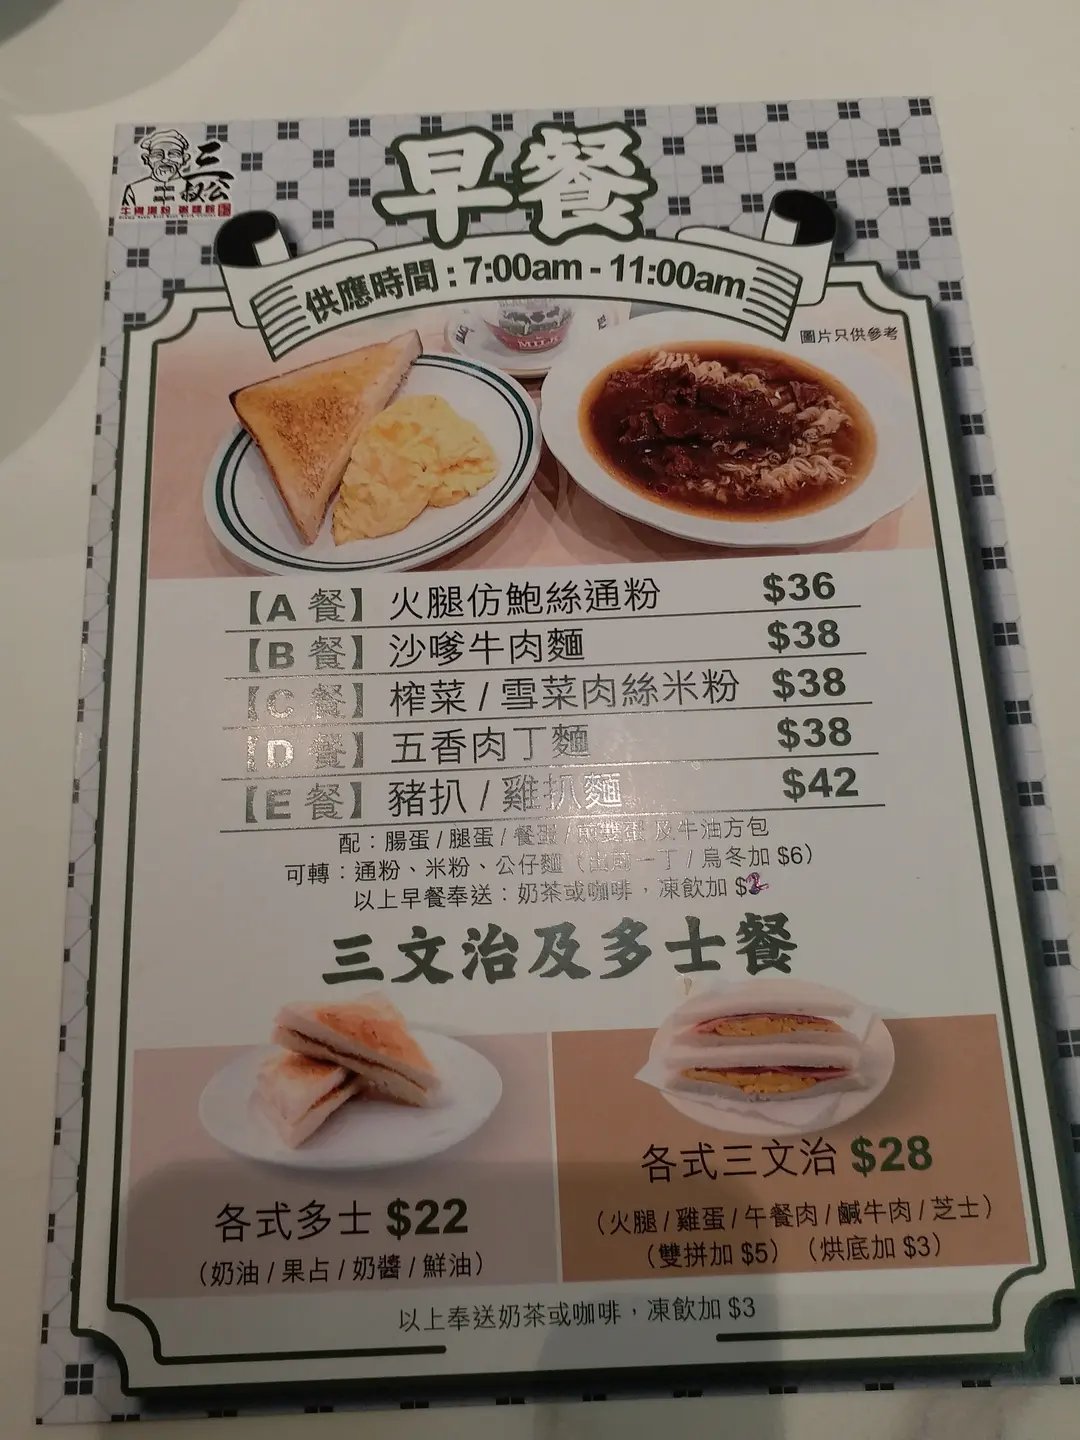 三叔公
早餐
供應時間:7:00am - 11:00am
MILK
圖片只供參考
【A 餐】 火腿仿鮑絲通粉 $36
【B 餐】 沙嗲牛肉麵 $38
【C 餐】 榨菜 / 雪菜肉絲米粉 $38
【D 餐】 五香肉丁麵 $38
【E 餐】 豬扒 / 雞扒麵 $42
配:腸蛋 / 腿蛋 / 餐蛋 / 煎雙蛋 及牛油方包
可轉:通粉、米粉、公仔麵(出前一丁 / 烏冬加 $6)
以上早餐奉送:奶茶或咖啡,凍飲加 $
三文治及多士餐
各式多士 $22
(奶油 / 果占 / 奶醬 / 鮮油)
各式三文治 $28
(火腿 / 雞蛋 / 午餐肉 / 鹹牛肉 / 芝士)
(雙拼加 $5)(烘底加 $3)
以上奉送奶茶或咖啡,凍飲加 $3